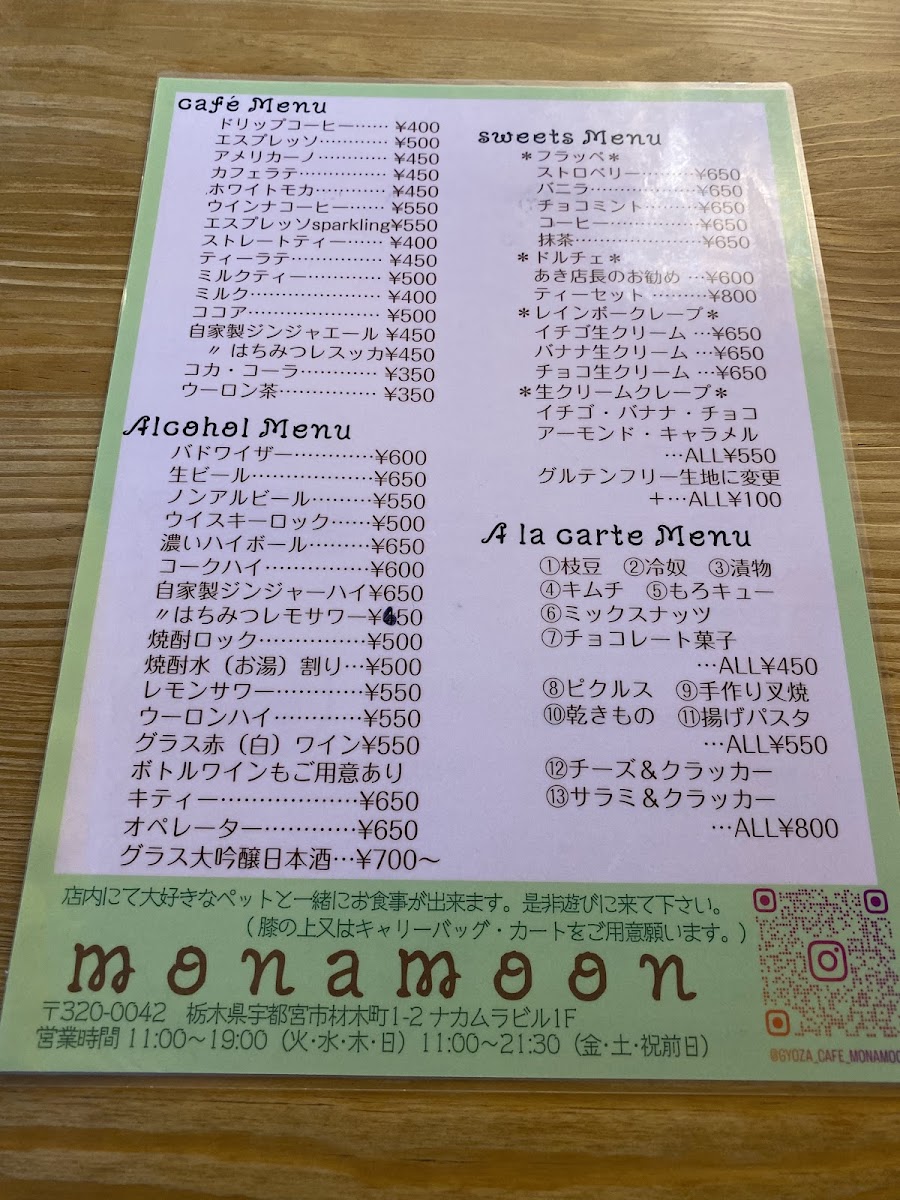 café Menu
ドリップコーヒー…… ¥400
エスプレッソ………… ¥500
アメリカーノ………… ¥450
カフェラテ…………… ¥450
ホワイトモカ………… ¥450
ウインナコーヒー…… ¥550
エスプレッソsparkling¥550
ストレートティー…… ¥400
ティーラテ…………… ¥450
ミルクティー………… ¥500
ミルク………………… ¥400
ココア………………… ¥500
自家製ジンジャエール ¥450
〃 はちみつレスッカ¥450
コカ・コーラ………… ¥350
ウーロン茶…………… ¥350
Alcohol Menu
バドワイザー…………¥600
生ビール………………¥650
ノンアルビール………¥550
ウイスキーロック……¥500
濃いハイボール………¥650
コークハイ……………¥600
自家製ジンジャーハイ¥650
〃はちみつレモサワー¥650
焼酎ロック……………¥500
焼酎水（お湯）割り…¥500
レモンサワー…………¥550
ウーロンハイ…………¥550
グラス赤（白）ワイン¥550
ボトルワインもご用意あり
キティー………………¥650
オペレーター…………¥650
グラス大吟醸日本酒…¥700〜
sweets Menu
＊フラッペ＊
ストロベリー………¥650
バニラ………………¥650
チョコミント………¥650
コーヒー……………¥650
抹茶…………………¥650
＊ドルチェ＊
あき店長のお勧め …¥600
ティーセット ………¥800
＊レインボークレープ＊
イチゴ生クリーム …¥650
バナナ生クリーム …¥650
チョコ生クリーム …¥650
＊生クリームクレープ＊
イチゴ・バナナ・チョコ
アーモンド・キャラメル
…ALL¥550
グルテンフリー生地に変更
＋…ALL¥100
A la carte Menu
①枝豆 ②冷奴 ③漬物
④キムチ ⑤もろキュー
⑥ミックスナッツ
⑦チョコレート菓子
…ALL¥450
⑧ピクルス ⑨手作り叉焼
⑩乾きもの ⑪揚げパスタ
…ALL¥550
⑫チーズ＆クラッカー
⑬サラミ＆クラッカー
…ALL¥800
店内にて大好きなペットと一緒にお食事が出来ます。是非遊びに来て下さい。
（膝の上又はキャリーバッグ・カートをご用意願います。）
monamoon
〒320-0042 栃木県宇都宮市材木町1-2 ナカムラビル1F
営業時間 11:00〜19:00（火・水・木・日）11:00〜21:30（金・土・祝前日）
@GYOZA_CAFE_MONAMOO